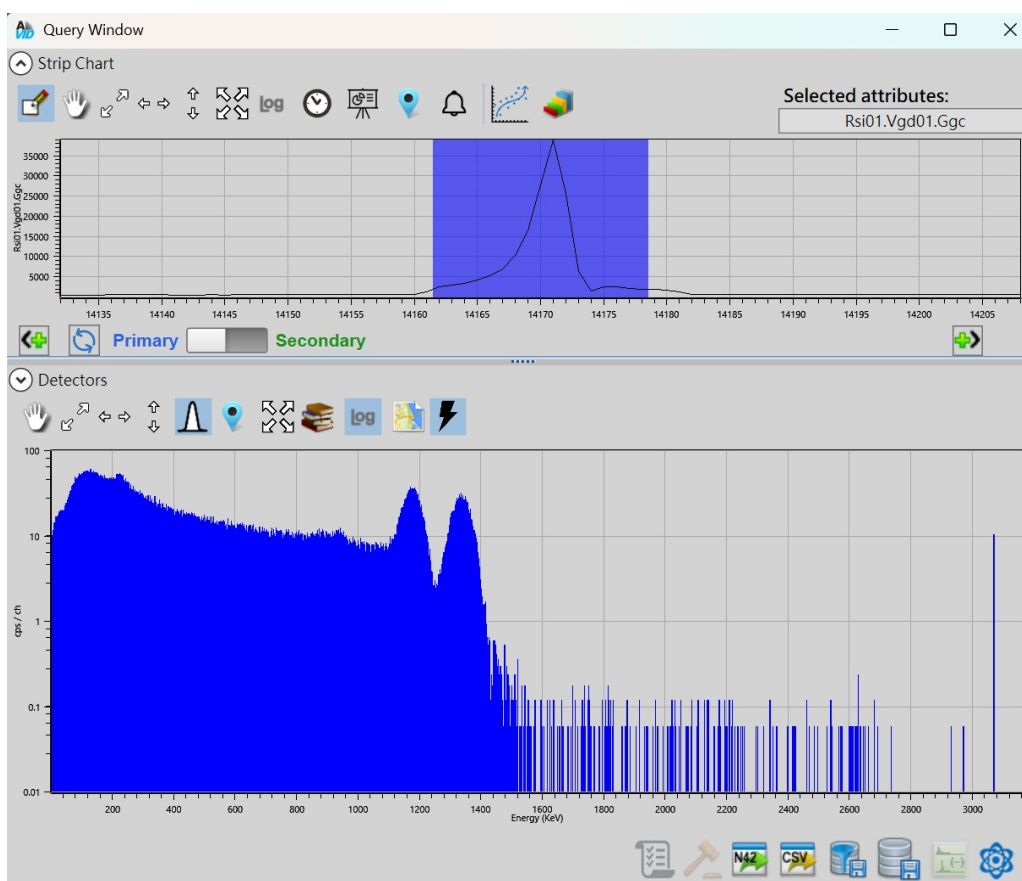 AVID Query Window
Strip Chart
Log
Selected attributes:
Rsi01.Vgd01.Ggc
Rsi01.Vgd01.Ggc
35000
30000
25000
20000
15000
10000
5000
14135 14140 14145 14150 14155 14160 14165 14170 14175 14180 14185 14190 14195 14200 14205
Primary Secondary
Detectors
Log
cps / ch
100
10
1
0.1
0.01
200 400 600 800 1000 1200 1400 1600 1800 2000 2200 2400 2600 2800 3000
Energy (KeV)
N42 CSV